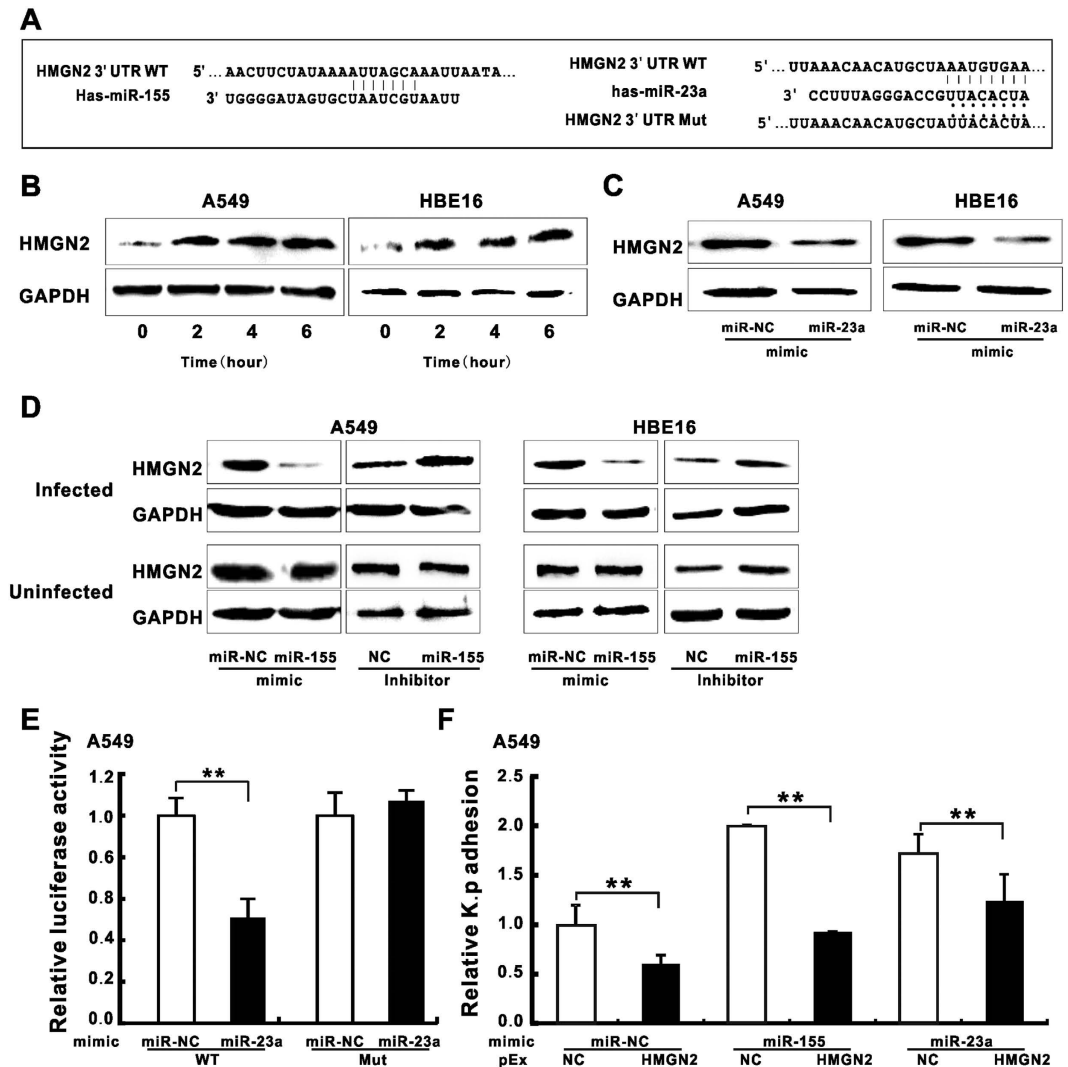 A
HMGN2 3' UTR WT 5' ... AACUUCUAUAAAAUUAGCAAAUUAATA...
Has-miR-155 3' UGGGGAUAGUGCUAAUCGUAAUU
HMGN2 3' UTR WT 5' ...UUAAACAACAUGCUAAAUGUGAA...
has-miR-23a 3' CCUUUAGGGACCGUUACACUA
HMGN2 3' UTR Mut 5' ...UUAAACAACAUGCUAUUACACUA...
B
A549 HBE16
HMGN2
GAPDH
0 2 4 6 0 2 4 6
Time(hour) Time(hour)
C
A549 HBE16
HMGN2
GAPDH
miR-NC miR-23a miR-NC miR-23a
mimic mimic
D
A549 HBE16
Infected
HMGN2
GAPDH
Uninfected
HMGN2
GAPDH
miR-NC miR-155 NC miR-155 miR-NC miR-155 NC miR-155
mimic Inhibitor mimic Inhibitor
E
A549
Relative luciferase activity
1.2
1.0
0.6
0.8
0.4
0.2
0.0
**
mimic miR-NC miR-23a miR-NC miR-23a
WT Mut
F
A549
Relative K.p adhesion
2.5
2.0
1.5
1.0
0.5
0.0
** ** **
mimic miR-NC miR-155 miR-23a
pEx NC HMGN2 NC HMGN2 NC HMGN2